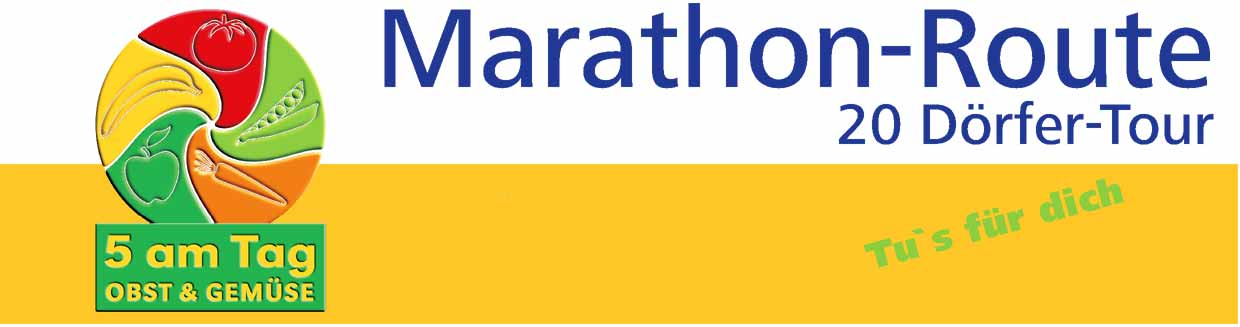 Marathon-Route
20 Dörfer-Tour
Tu`s für dich
5 am Tag
OBST & GEMÜSE